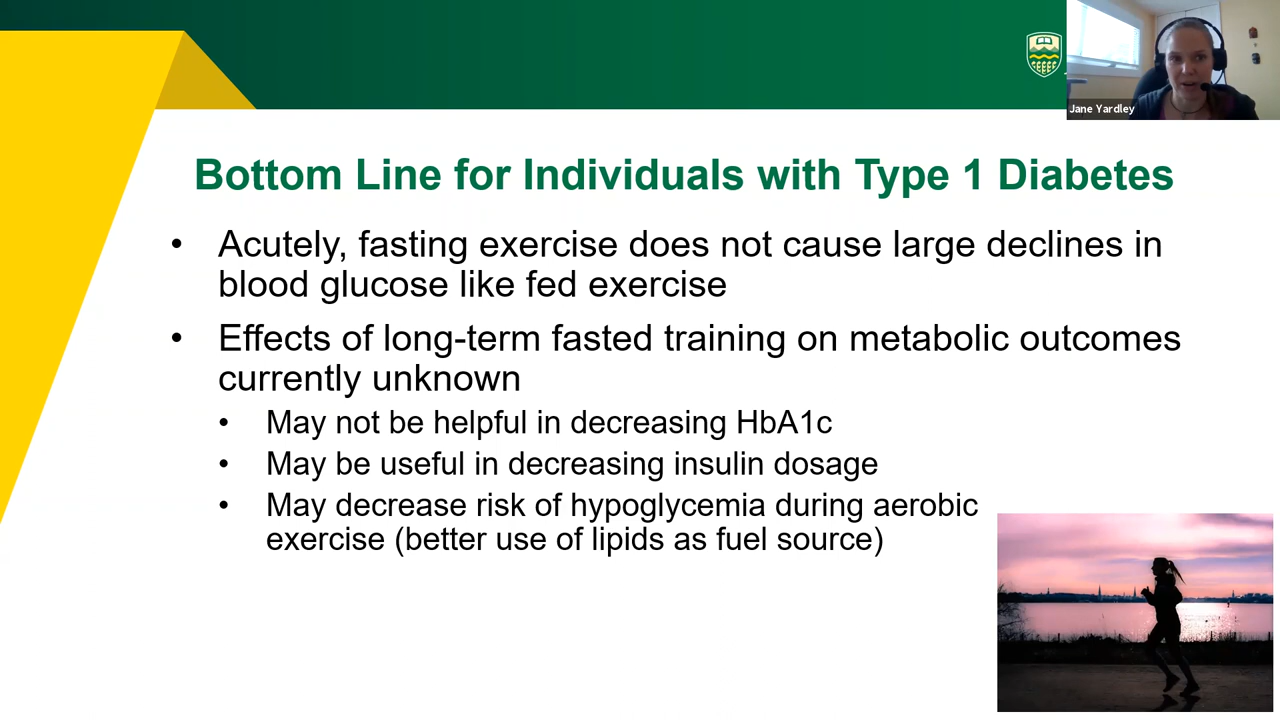 Jane Yardley
Bottom Line for Individuals with Type 1 Diabetes
• Acutely, fasting exercise does not cause large declines in
blood glucose like fed exercise
• Effects of long-term fasted training on metabolic outcomes
currently unknown
• May not be helpful in decreasing HbA1c
• May be useful in decreasing insulin dosage
• May decrease risk of hypoglycemia during aerobic
exercise (better use of lipids as fuel source)